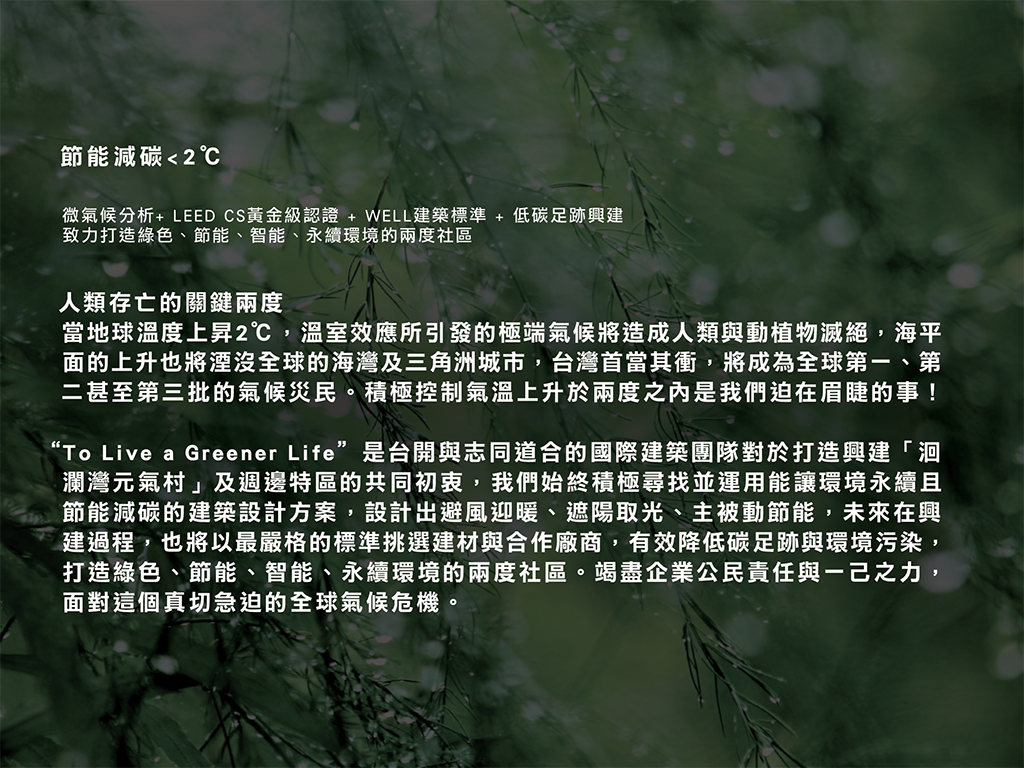 節能減碳<2℃
微氣候分析+ LEED CS黃金級認證 + WELL建築標準 + 低碳足跡興建
致力打造綠色、節能、智能、永續環境的兩度社區
人類存亡的關鍵兩度
當地球溫度上昇2℃，溫室效應所引發的極端氣候將造成人類與動植物滅絕，海平
面的上升也將湮沒全球的海灣及三角洲城市，台灣首當其衝，將成為全球第一、第
二甚至第三批的氣候災民。積極控制氣溫上升於兩度之內是我們迫在眉睫的事！
“To Live a Greener Life”是台開與志同道合的國際建築團隊對於打造興建「洄
瀾灣元氣村」及週邊特區的共同初衷，我們始終積極尋找並運用能讓環境永續且
節能減碳的建築設計方案，設計出避風迎暖、遮陽取光、主被動節能，未來在興
建過程，也將以最嚴格的標準挑選建材與合作廠商，有效降低碳足跡與環境污染，
打造綠色、節能、智能、永續環境的兩度社區。竭盡企業公民責任與一己之力，
面對這個真切急迫的全球氣候危機。